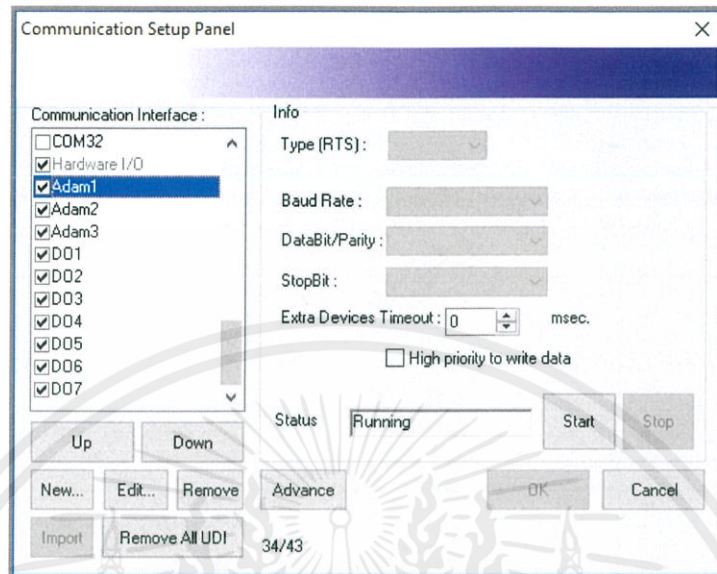 Communication Setup Panel
Communication Interface :
COM32
Hardware I/O
Adam1
Adam2
Adam3
DO1
DO2
DO3
DO4
DO5
DO6
DO7
Up Down
New... Edit... Remove
Import Remove All UDI
Info
Type (RTS) :
Baud Rate :
DataBit/Parity :
StopBit :
Extra Devices Timeout : 0 msec.
High priority to write data
Status Running Start Stop
Advance OK Cancel
34/43